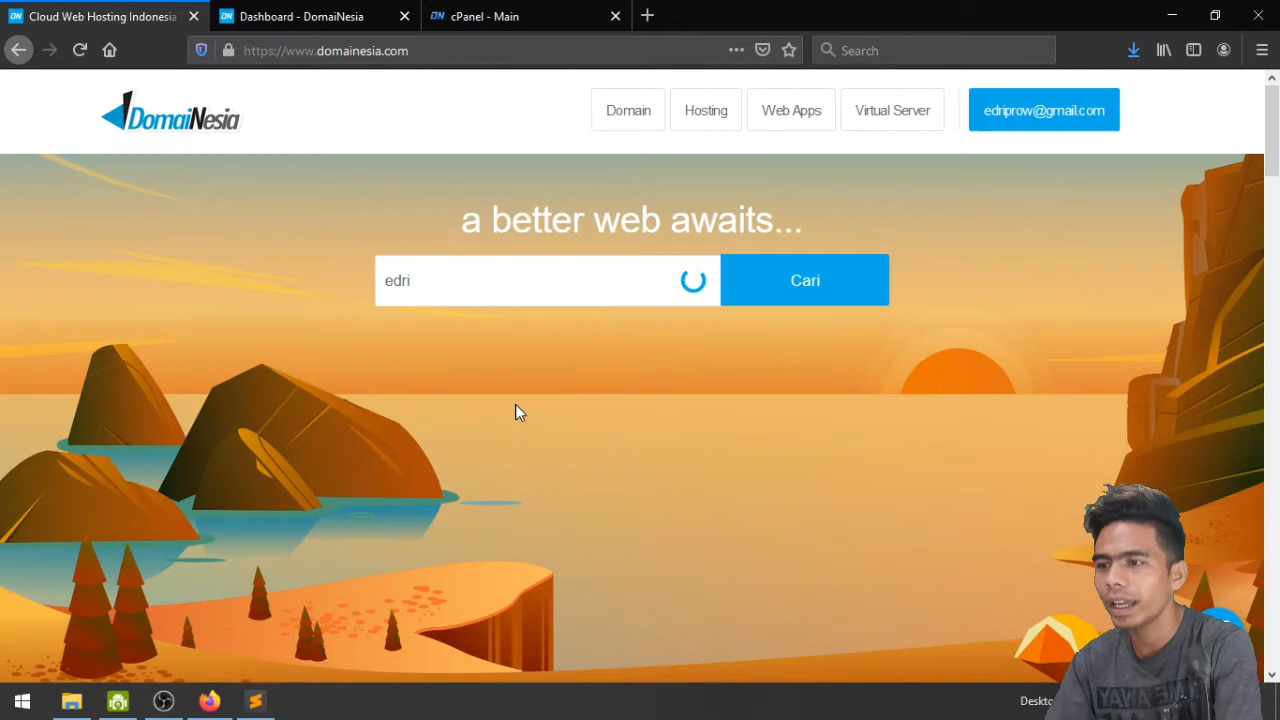 Cloud Web Hosting Indonesia
Dashboard - DomaiNesia
cPanel - Main
https://www.domainesia.com
Search
DomaiNesia
Domain
Hosting
Web Apps
Virtual Server
edriprow@gmail.com
a better web awaits...
edri
Cari